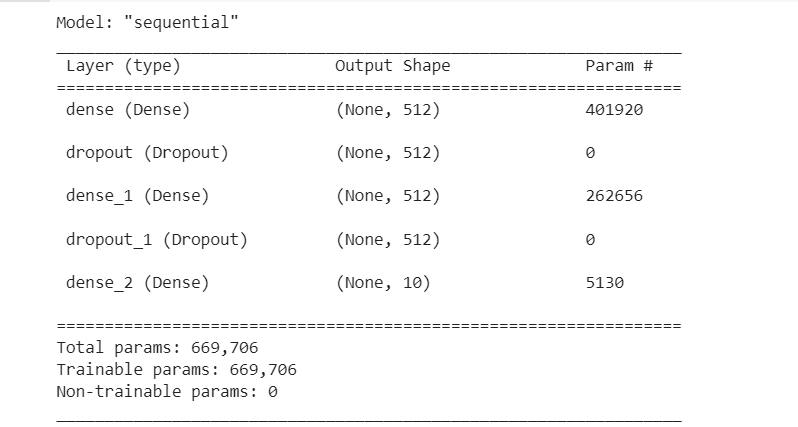 Model: "sequential"
_________________________________________________________________
Layer (type) Output Shape Param #
=================================================================
dense (Dense) (None, 512) 401920
dropout (Dropout) (None, 512) 0
dense_1 (Dense) (None, 512) 262656
dropout_1 (Dropout) (None, 512) 0
dense_2 (Dense) (None, 10) 5130
=================================================================
Total params: 669,706
Trainable params: 669,706
Non-trainable params: 0
_________________________________________________________________